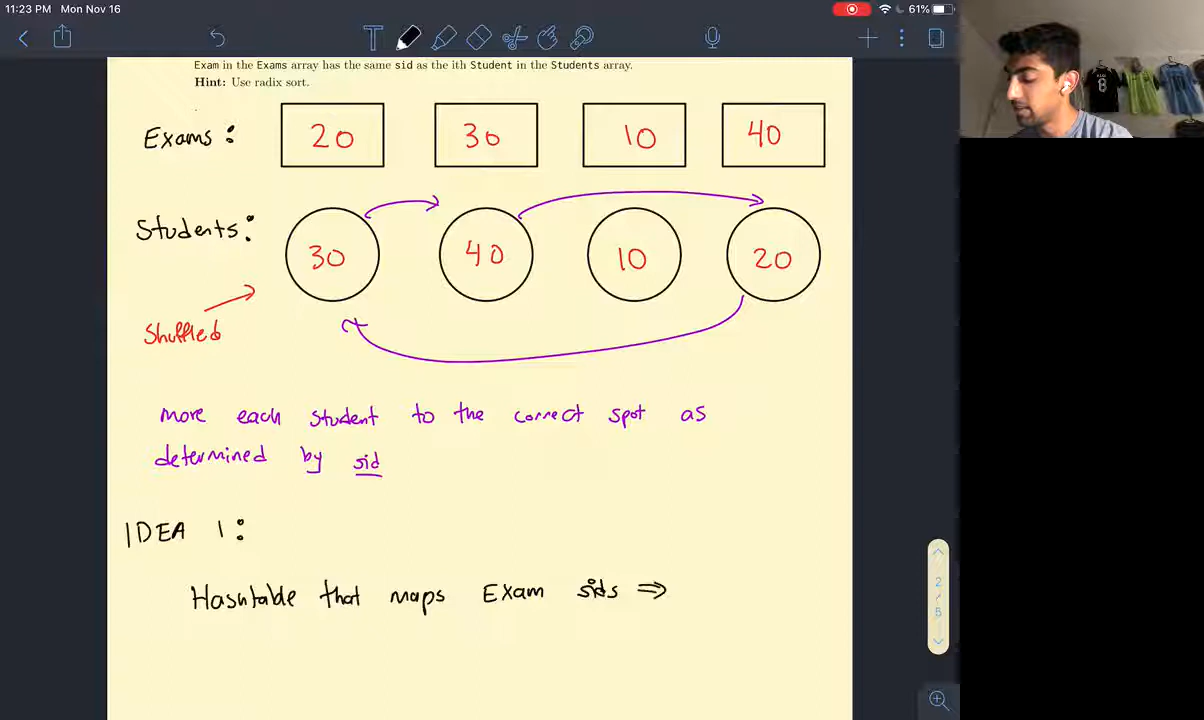 11:23 PM Mon Nov 16
61%
Exam in the Exams array has the same sid as the ith Student in the Students array.
Hint: Use radix sort.
Exams: 20 30 10 40
Students: 30 40 10 20
Shuffled
move each student to the correct spot as
determined by sid
IDEA 1:
Hashtable that maps Exam sids ⇒
2
5